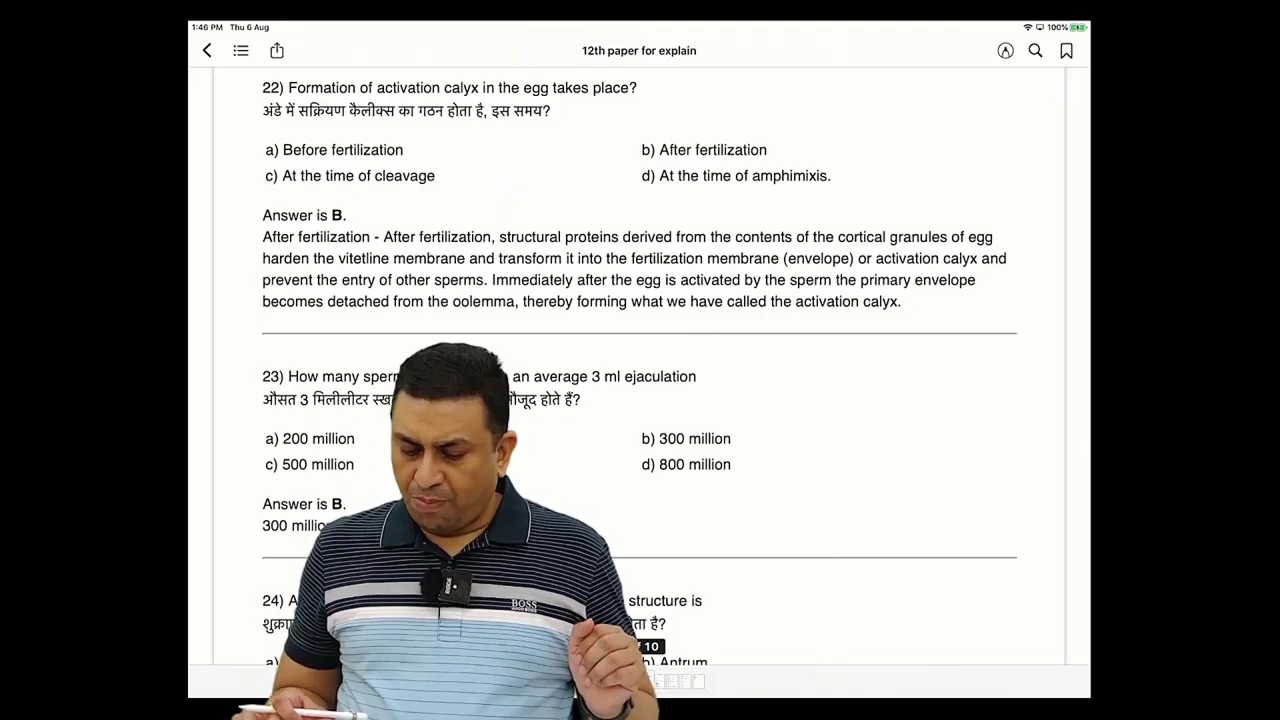 1:46 PM Thu 6 Aug
100%
12th paper for explain
22) Formation of activation calyx in the egg takes place?
अंडे में सक्रियण कैलीक्स का गठन होता है, इस समय?
a) Before fertilization
b) After fertilization
c) At the time of cleavage
d) At the time of amphimixis.
Answer is B.
After fertilization - After fertilization, structural proteins derived from the contents of the cortical granules of egg
harden the vitetline membrane and transform it into the fertilization membrane (envelope) or activation calyx and
prevent the entry of other sperms. Immediately after the egg is activated by the sperm the primary envelope
becomes detached from the oolemma, thereby forming what we have called the activation calyx.
23) How many an average 3 ml ejaculation
औसत 3 मिलीलीटर होते हैं?
a) 200 million
b) 300 million
c) 500 million
d) 800 million
Answer is B.
300
24) structure is
है?
a)
b) Antrum
10
BOSS
HUGO BOSS